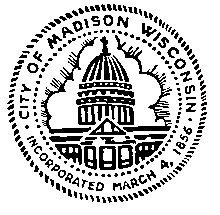 CITY OF MADISON WISCONSIN
INCORPORATED MARCH 4, 1856